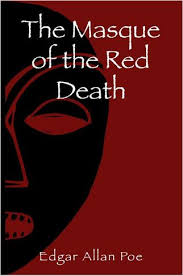 The Masque
of the Red
Death
Edgar Allan Poe